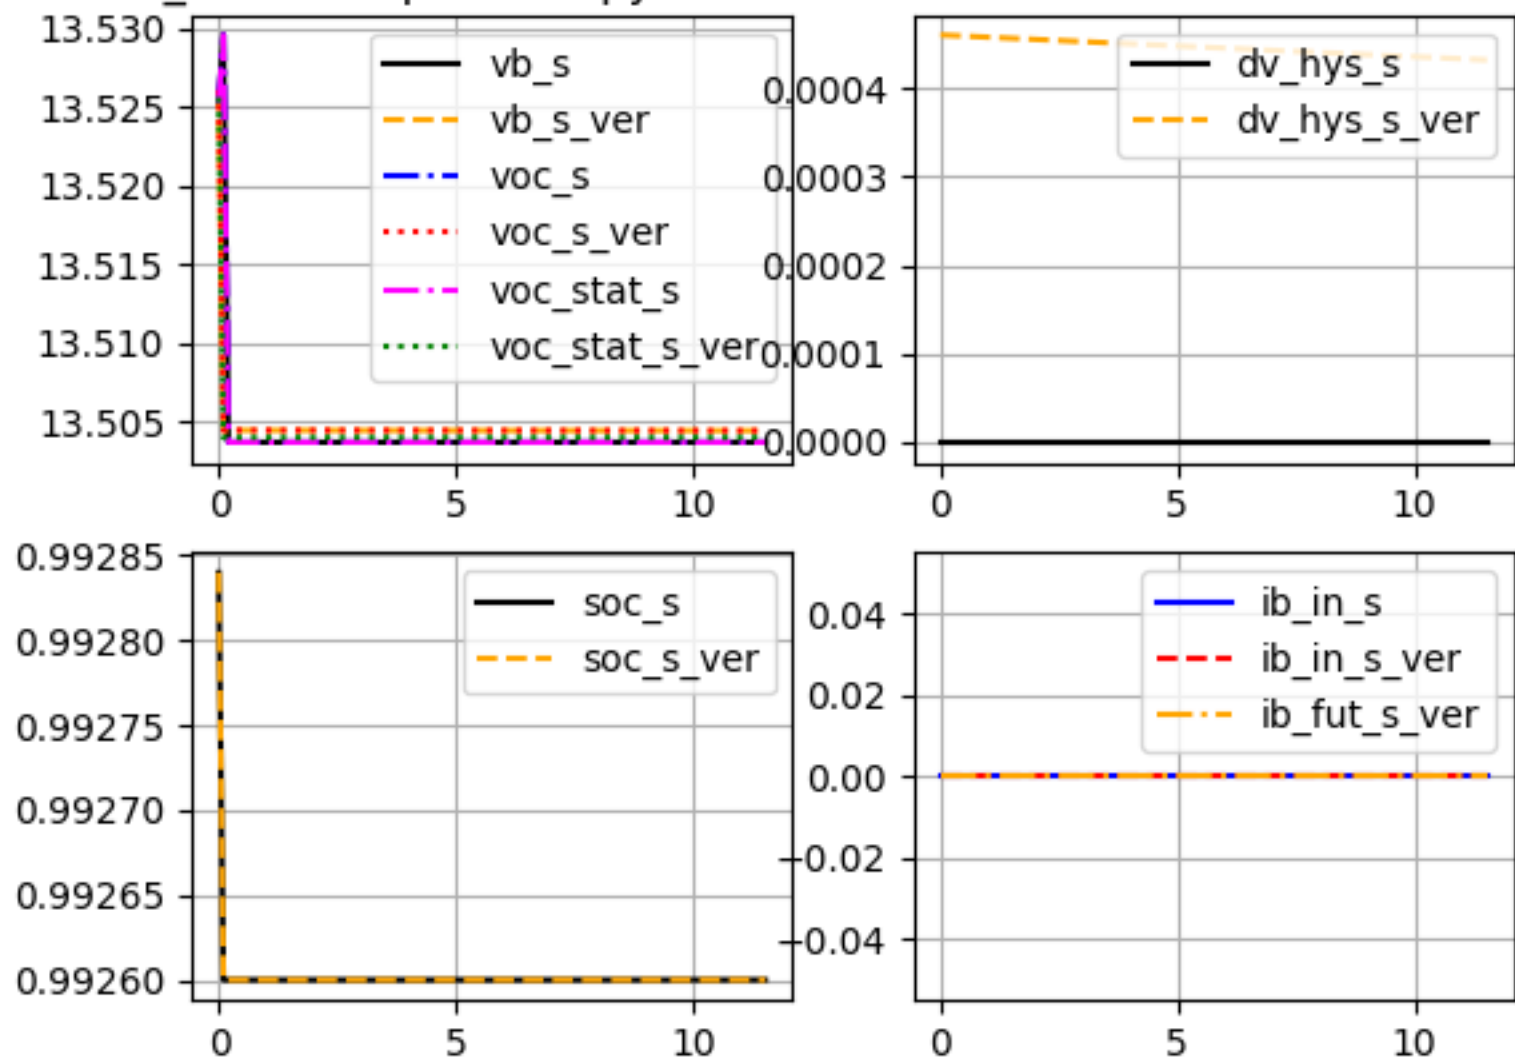 13.530
13.525
13.520
13.515
13.510
13.505
vb_s
vb_s_ver
voc_s
voc_s_ver
voc_stat_s
voc_stat_s_ver
0 5 10
0.0004
0.0003
0.0002
0.0001
0.0000
dv_hys_s
dv_hys_s_ver
0 5 10
0.99285
0.99280
0.99275
0.99270
0.99265
0.99260
soc_s
soc_s_ver
0 5 10
0.04
0.02
0.00
−0.02
−0.04
ib_in_s
ib_in_s_ver
ib_fut_s_ver
0 5 10